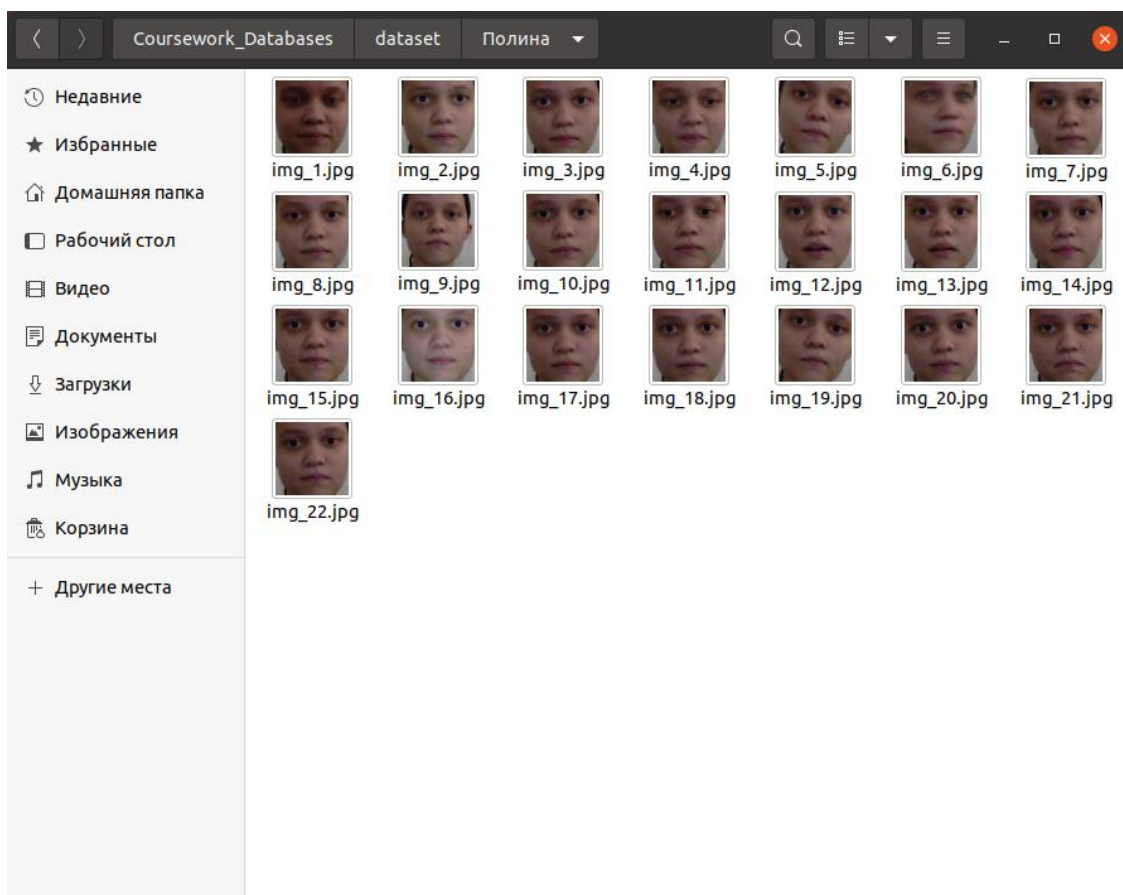 Coursework_Databases dataset Полина
Недавние
Избранные
Домашняя папка
Рабочий стол
Видео
Документы
Загрузки
Изображения
Музыка
Корзина
Другие места
img_1.jpg img_2.jpg img_3.jpg img_4.jpg img_5.jpg img_6.jpg img_7.jpg
img_8.jpg img_9.jpg img_10.jpg img_11.jpg img_12.jpg img_13.jpg img_14.jpg
img_15.jpg img_16.jpg img_17.jpg img_18.jpg img_19.jpg img_20.jpg img_21.jpg
img_22.jpg